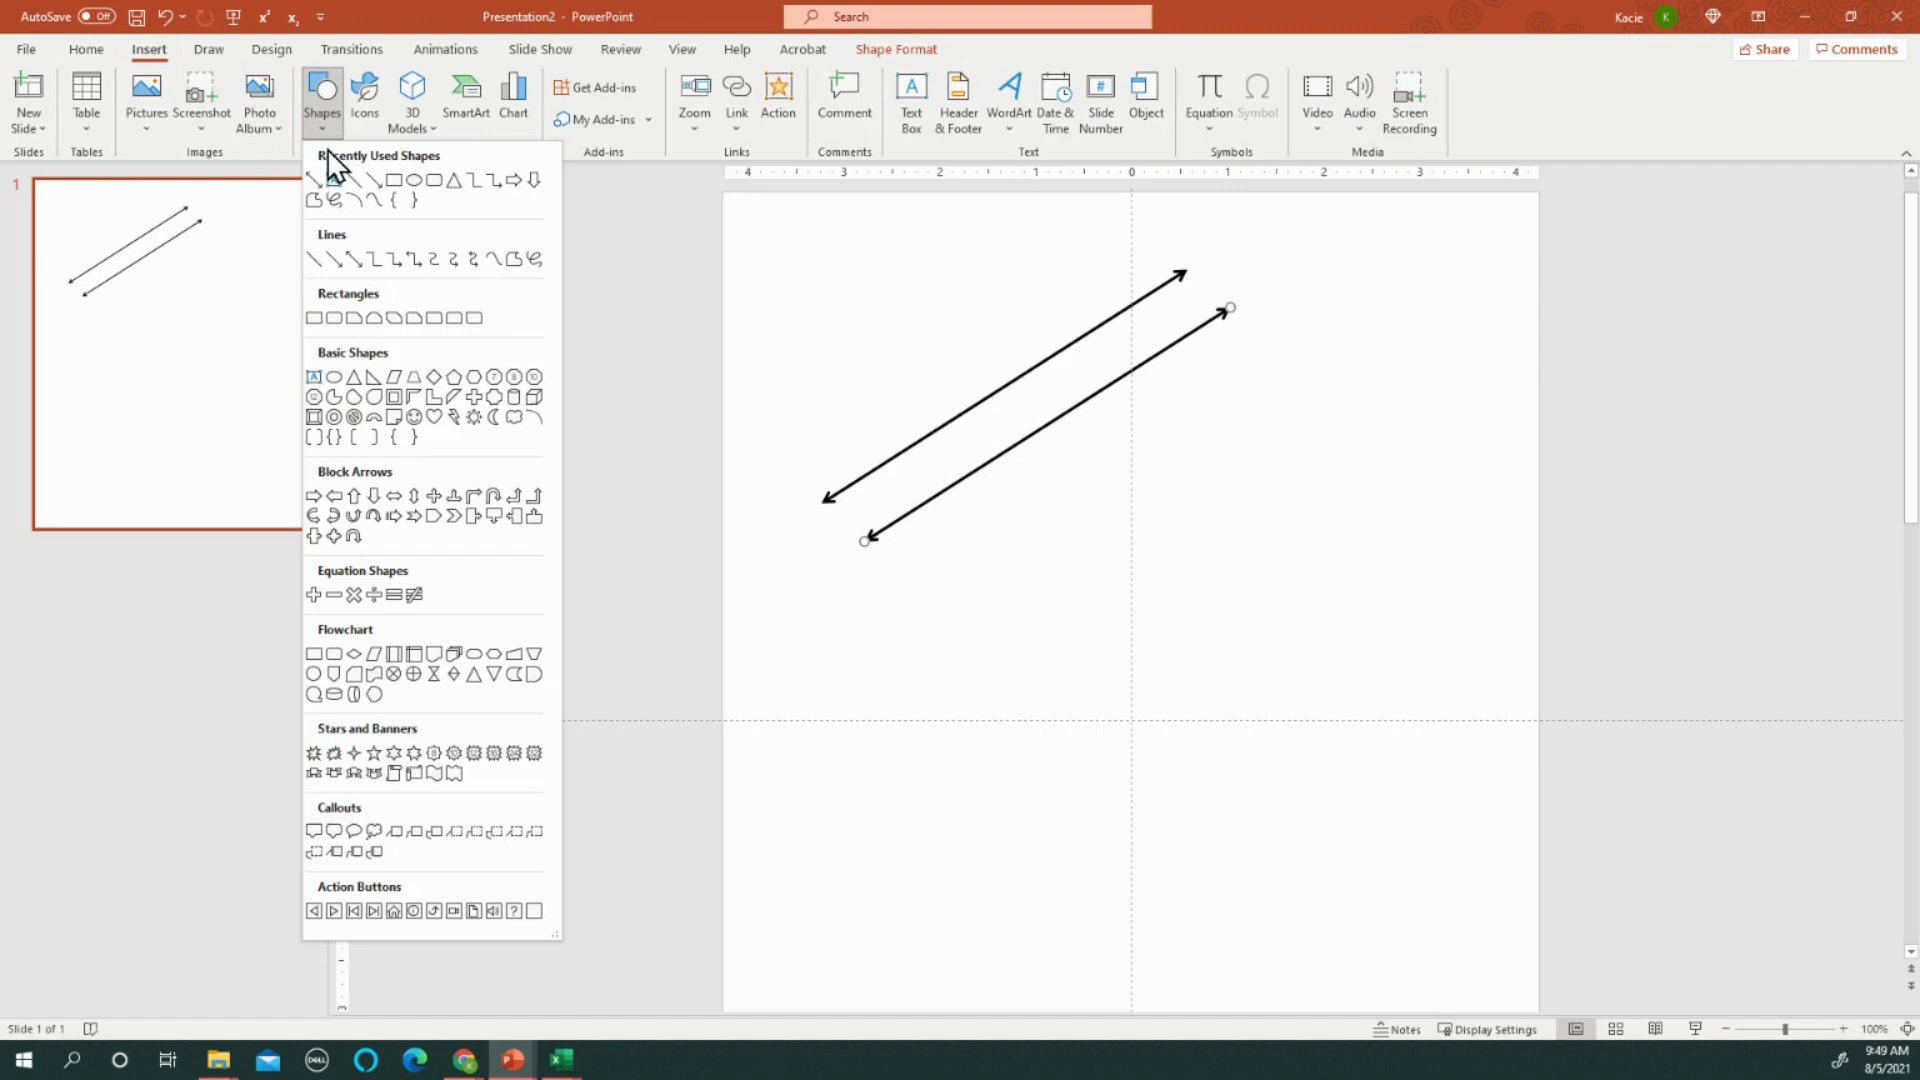 AutoSave Off x² x₂ Presentation2 - PowerPoint Search Kacie K
File Home Insert Draw Design Transitions Animations Slide Show Review View Help Acrobat Shape Format Share Comments
New Slide
Table
Pictures
Screenshot
Photo Album
Shapes
Icons
3D Models
SmartArt
Chart
Get Add-ins
My Add-ins
Zoom
Link
Action
Comment
Text Box
Header & Footer
WordArt
Date & Time
Slide Number
Object
Equation
Symbol
Video
Audio
Screen Recording
Slides Tables Images Add-ins Links Comments Text Symbols Media
4 3 2 1 0 1 2 3 4
1
Recently Used Shapes
Lines
Rectangles
Basic Shapes
Block Arrows
Equation Shapes
Flowchart
Stars and Banners
Callouts
Action Buttons
Slide 1 of 1 Notes Display Settings 100%
DELL
9:49 AM
8/5/2021